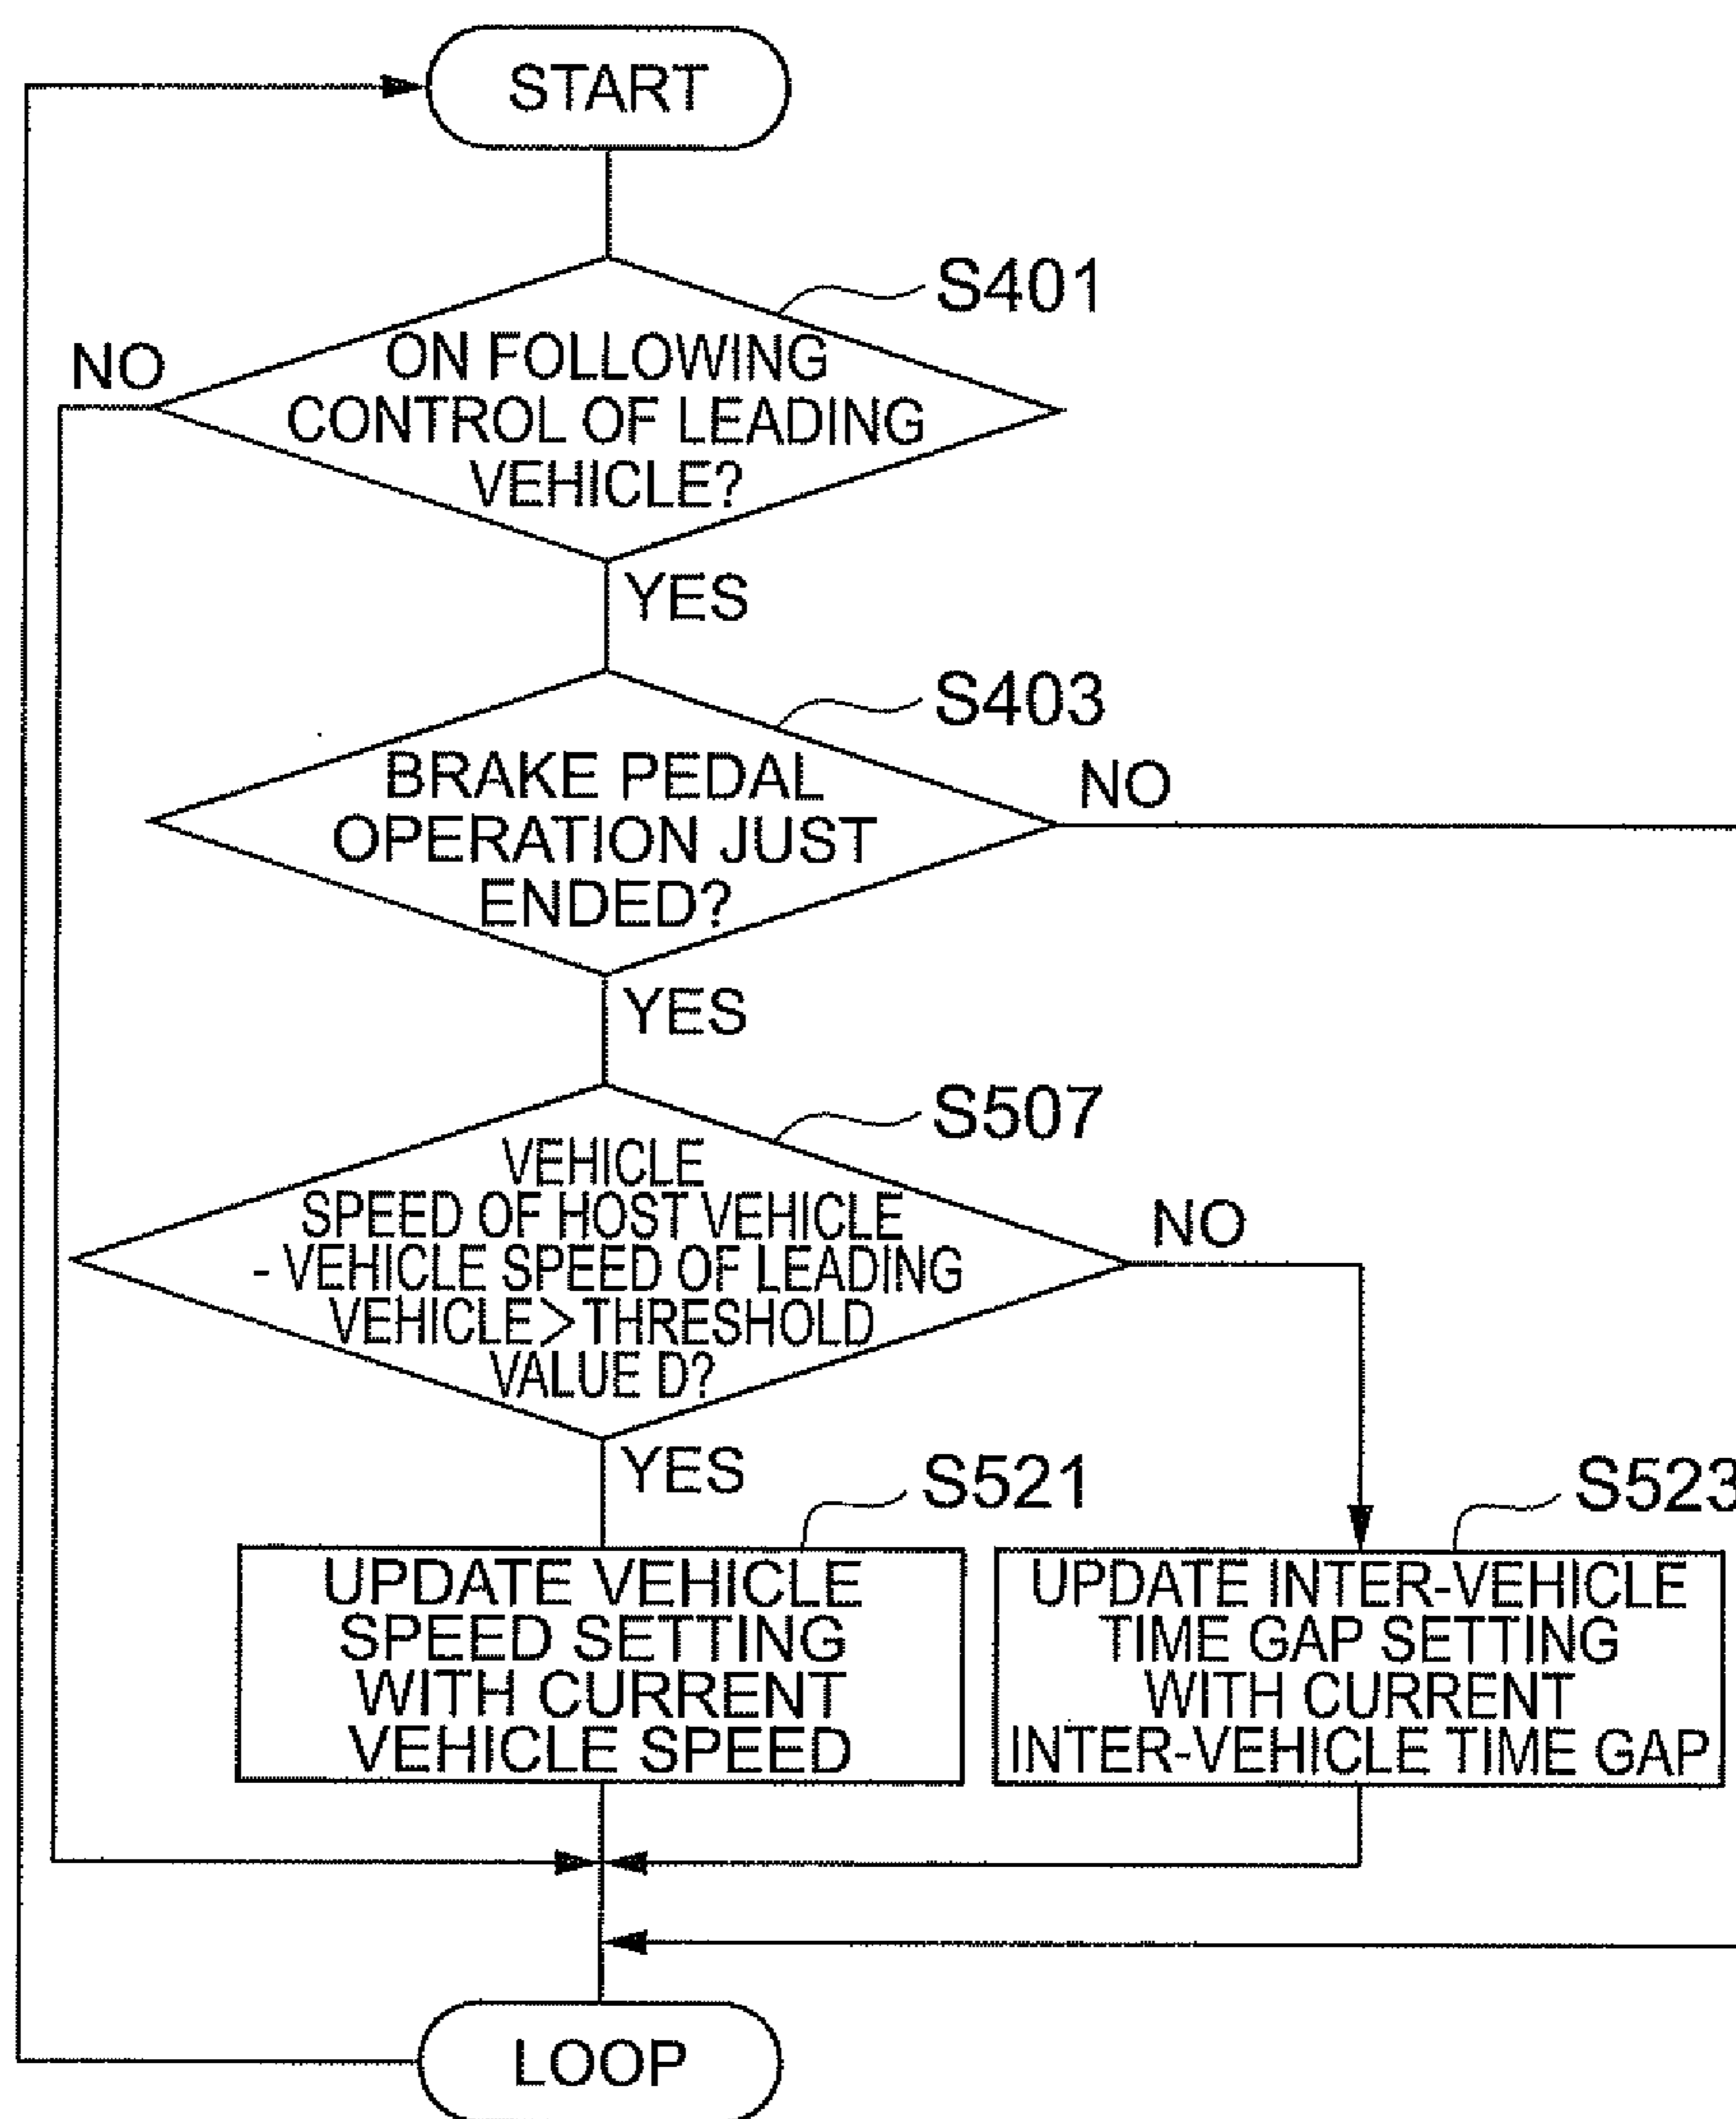 START
S401
NO
ON FOLLOWING
CONTROL OF LEADING
VEHICLE?
YES
S403
BRAKE PEDAL
OPERATION JUST
ENDED?
NO
YES
S507
VEHICLE
SPEED OF HOST VEHICLE
- VEHICLE SPEED OF LEADING
VEHICLE>THRESHOLD
VALUE D?
NO
YES
S521
S523
UPDATE VEHICLE
SPEED SETTING
WITH CURRENT
VEHICLE SPEED
UPDATE INTER-VEHICLE
TIME GAP SETTING
WITH CURRENT
INTER-VEHICLE TIME GAP
LOOP